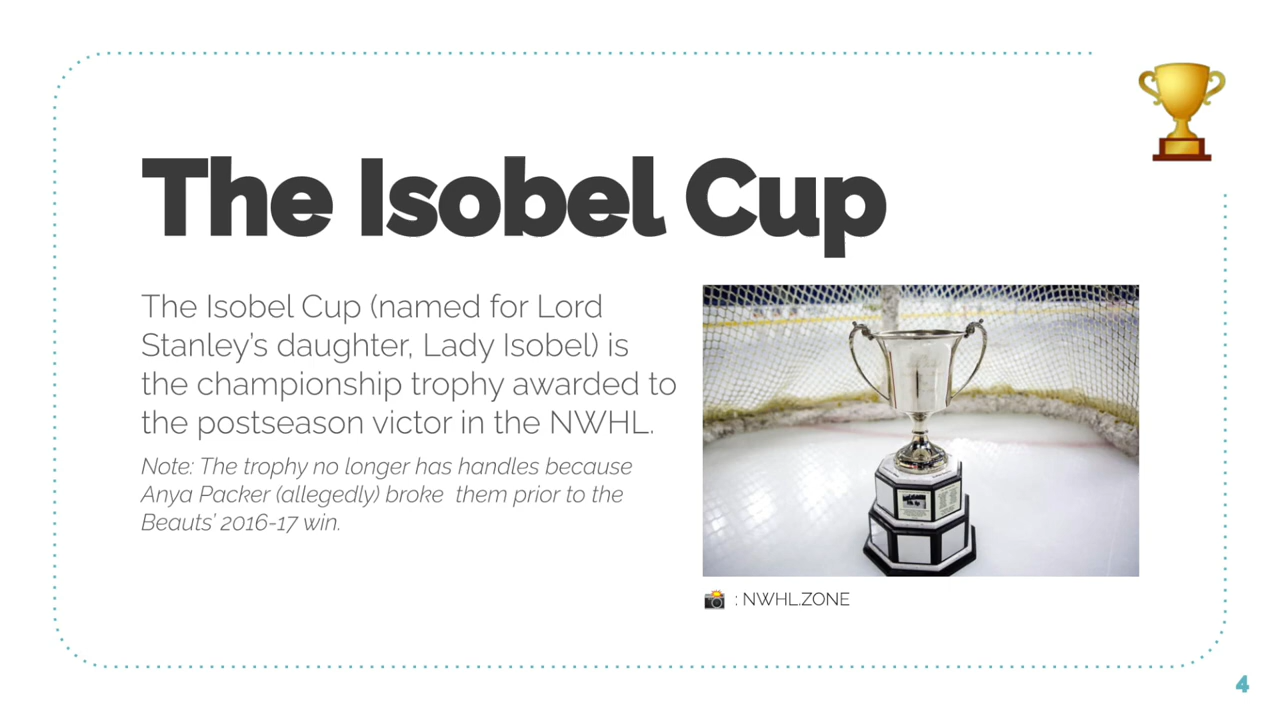 The Isobel Cup
The Isobel Cup (named for Lord
Stanley's daughter, Lady Isobel) is
the championship trophy awarded to
the postseason victor in the NWHL.
Note: The trophy no longer has handles because
Anya Packer (allegedly) broke  them prior to the
Beauts' 2016-17 win.
: NWHL.ZONE
4